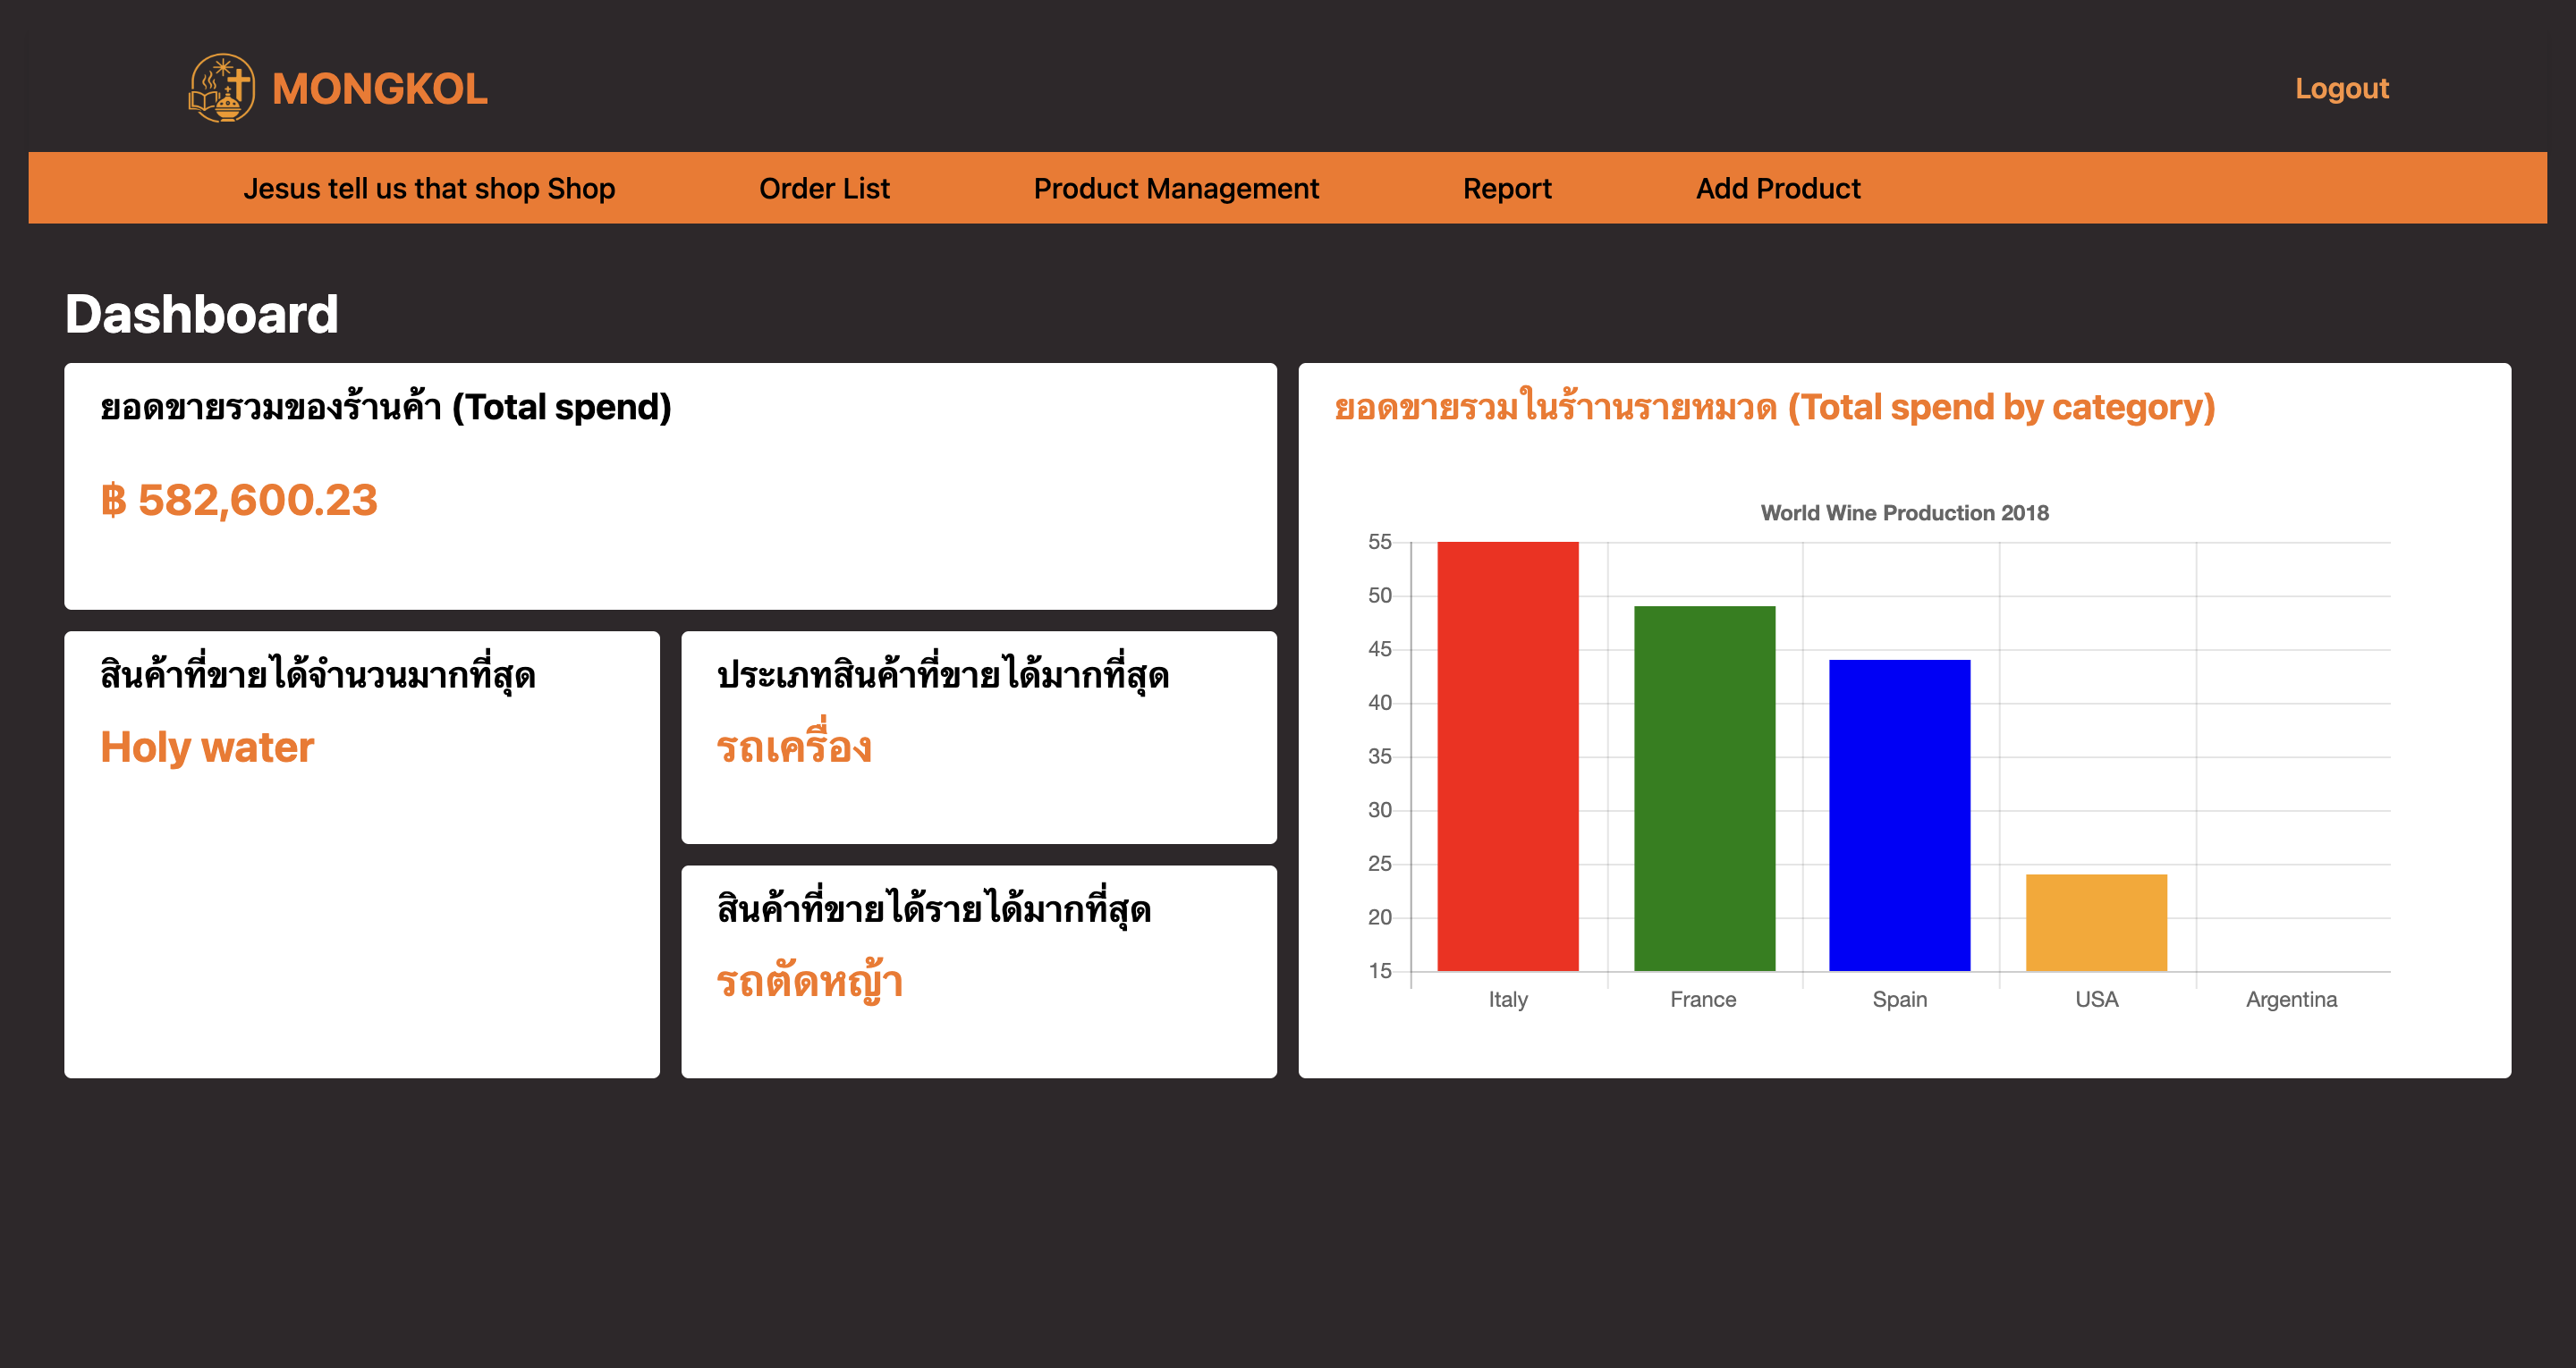 MONGKOL
Logout
Jesus tell us that shop Shop
Order List
Product Management
Report
Add Product
Dashboard
ยอดขายรวมของร้านค้า (Total spend)
฿ 582,600.23
สินค้าที่ขายได้จำนวนมากที่สุด
Holy water
ประเภทสินค้าที่ขายได้มากที่สุด
รถเครื่อง
สินค้าที่ขายได้รายได้มากที่สุด
รถตัดหญ้า
ยอดขายรวมในร้ាានรายหมวด (Total spend by category)
World Wine Production 2018
55
50
45
40
35
30
25
20
15
Italy
France
Spain
USA
Argentina